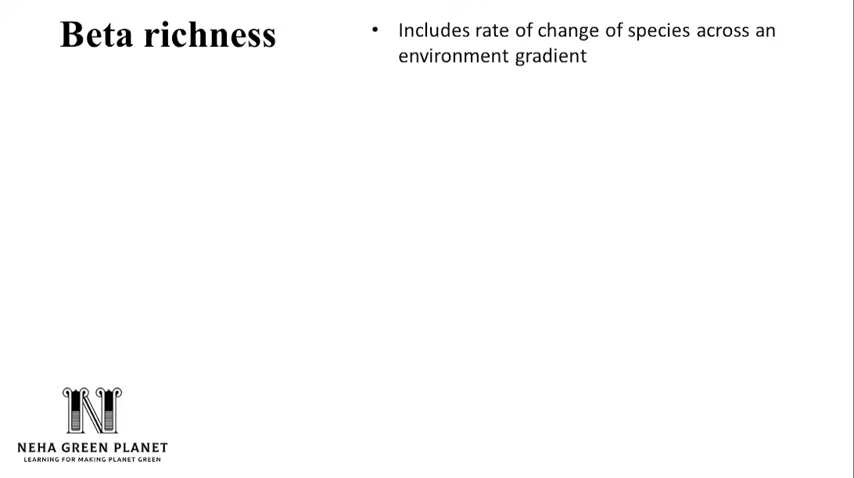 Beta richness
• Includes rate of change of species across an
environment gradient
N
NEHA GREEN PLANET
LEARNING FOR MAKING PLANET GREEN